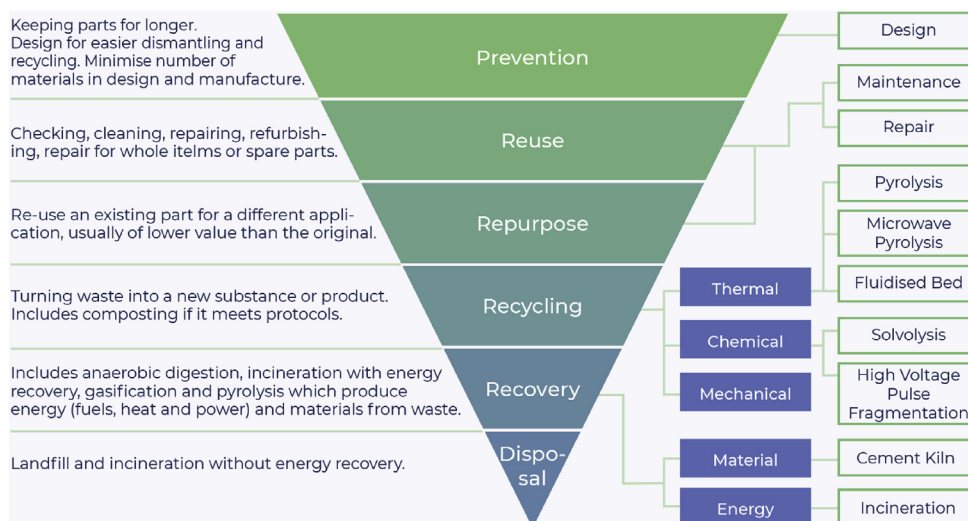 Keeping parts for longer.
Design for easier dismantling and
recycling. Minimise number of
materials in design and manufacture.
Prevention
Design
Checking, cleaning, repairing, refurbish-
ing, repair for whole itelms or spare parts.
Reuse
Maintenance
Repair
Re-use an existing part for a different appli-
cation, usually of lower value than the original.
Repurpose
Turning waste into a new substance or product.
Includes composting if it meets protocols.
Recycling
Thermal
Pyrolysis
Microwave
Pyrolysis
Fluidised Bed
Chemical
Solvolysis
High Voltage
Pulse
Fragmentation
Mechanical
Includes anaerobic digestion, incineration with energy
recovery, gasification and pyrolysis which produce
energy (fuels, heat and power) and materials from waste.
Recovery
Material
Cement Kiln
Energy
Incineration
Landfill and incineration without energy recovery.
Dispo-
sal